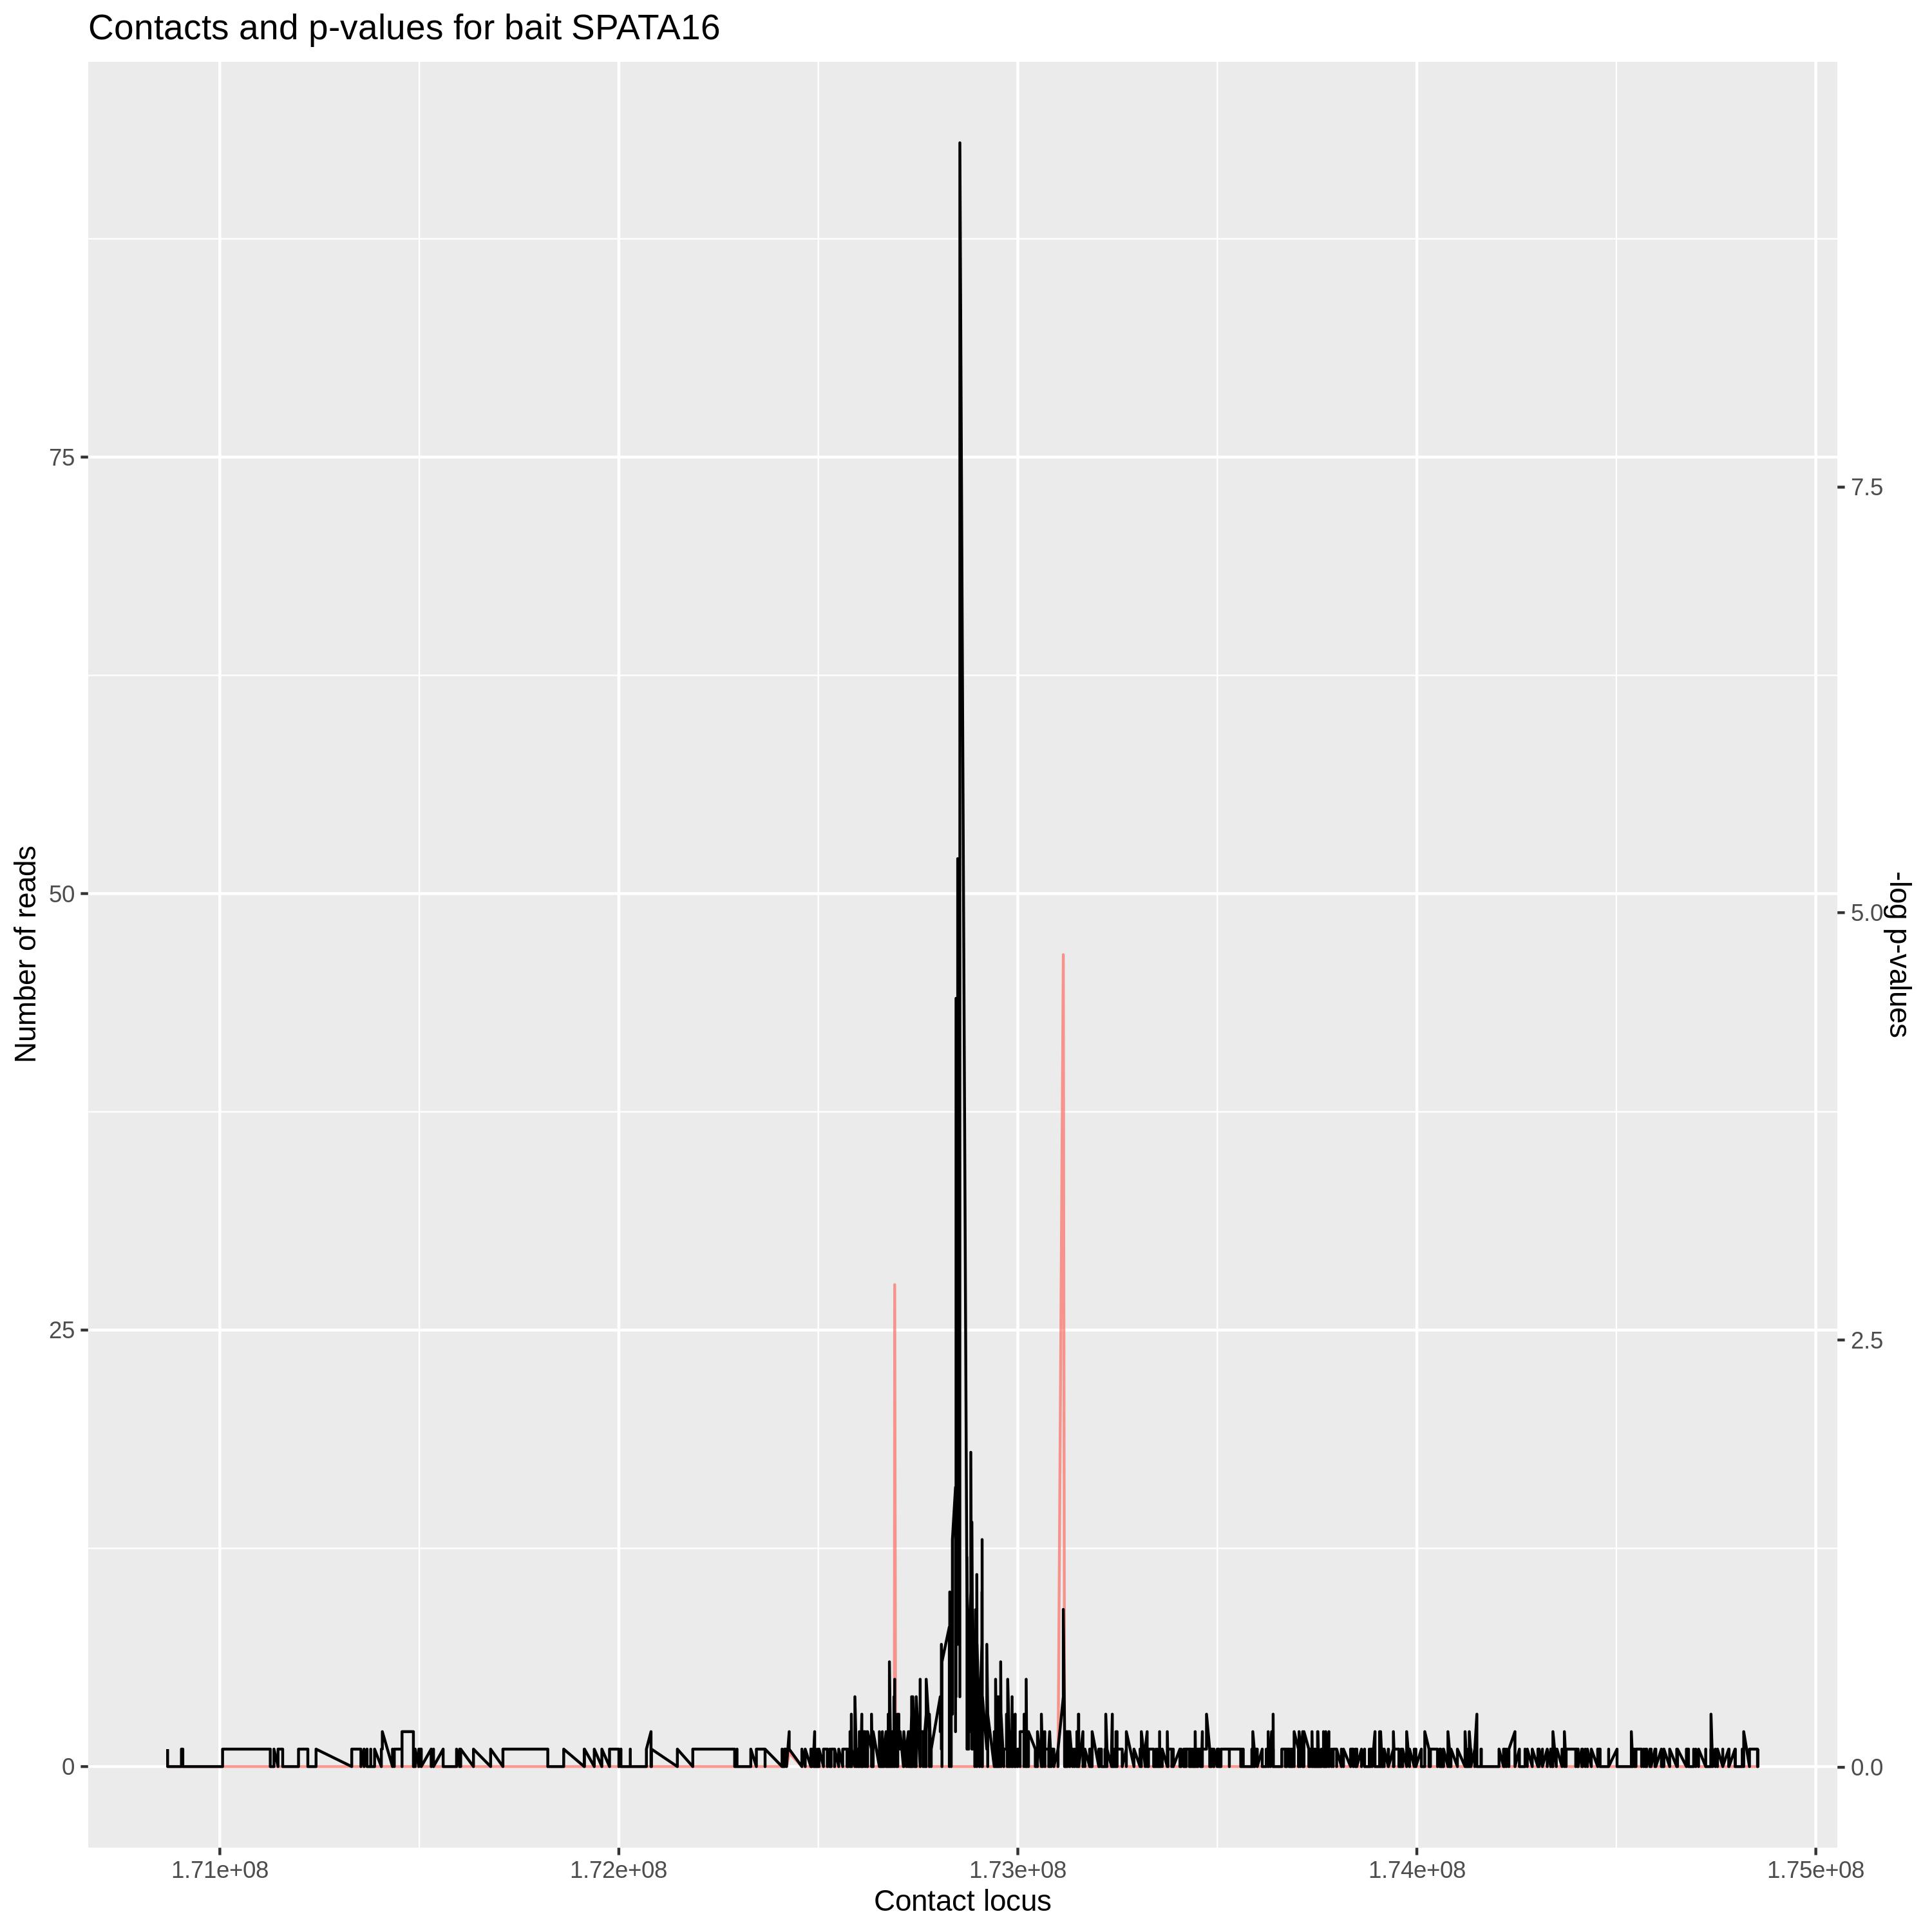 Contacts and p-values for bait SPATA16
75
50
25
0
Number of reads
7.5
5.0
2.5
0.0
-log p-values
1.71e+08
1.72e+08
1.73e+08
1.74e+08
1.75e+08
Contact locus